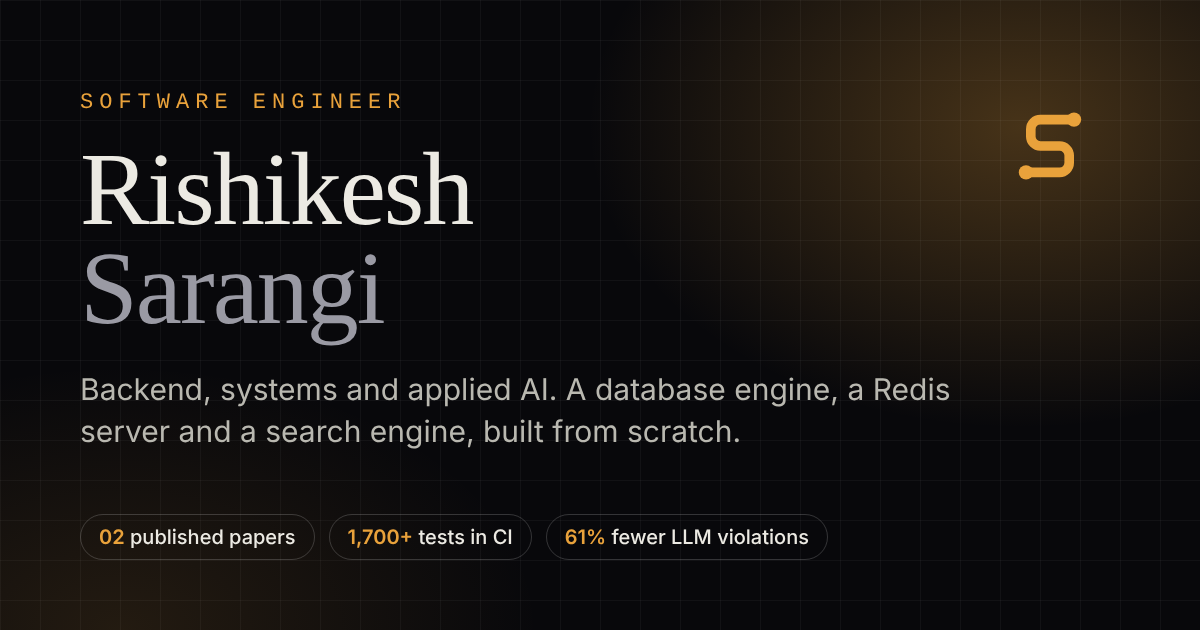 SOFTWARE ENGINEER
Rishikesh
Sarangi
Backend, systems and applied AI. A database engine, a Redis
server and a search engine, built from scratch.
02 published papers
1,700+ tests in CI
61% fewer LLM violations